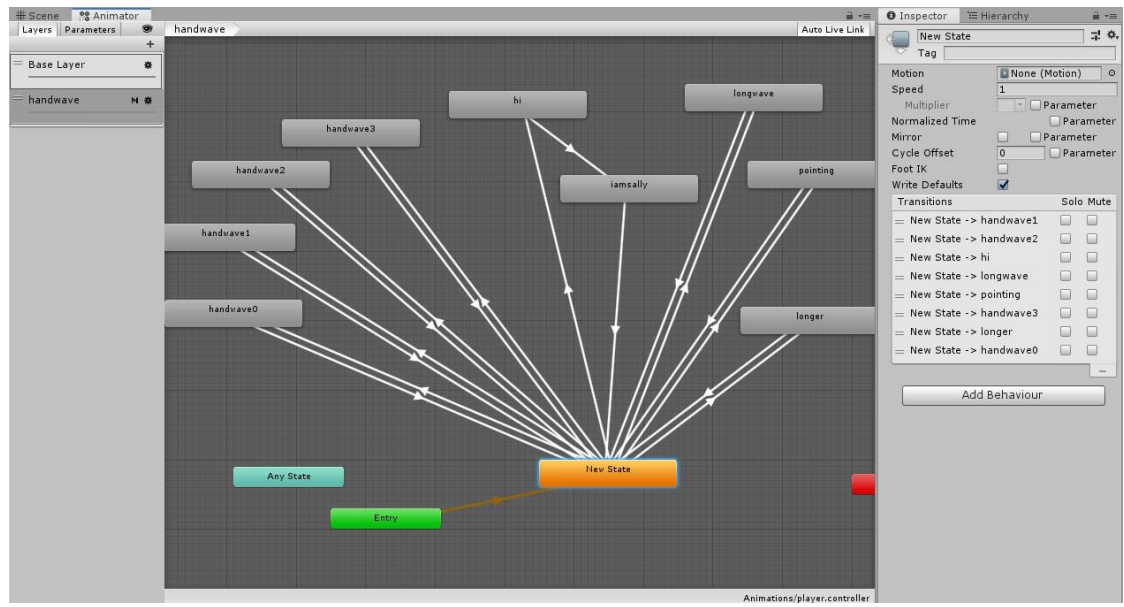 Scene Animator
Layers Parameters
handwave
Auto Live Link
+
Base Layer
handwave M
hi
longwave
handwave3
handwave2
iamsally
pointing
handwave1
handwave0
longer
New State
Any State
Entry
Animations/player.controller
Inspector Hierarchy
New State
Tag
Motion None (Motion)
Speed 1
Multiplier Parameter
Normalized Time Parameter
Mirror Parameter
Cycle Offset 0 Parameter
Foot IK
Write Defaults
Transitions Solo Mute
New State -> handwave1
New State -> handwave2
New State -> hi
New State -> longwave
New State -> pointing
New State -> handwave3
New State -> longer
New State -> handwave0
Add Behaviour